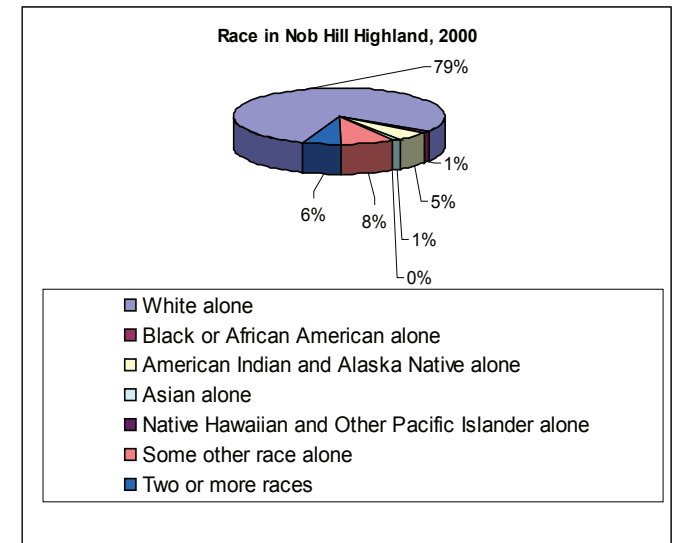 Race in Nob Hill Highland, 2000
79%
1%
5%
1%
0%
8%
6%
White alone
Black or African American alone
American Indian and Alaska Native alone
Asian alone
Native Hawaiian and Other Pacific Islander alone
Some other race alone
Two or more races